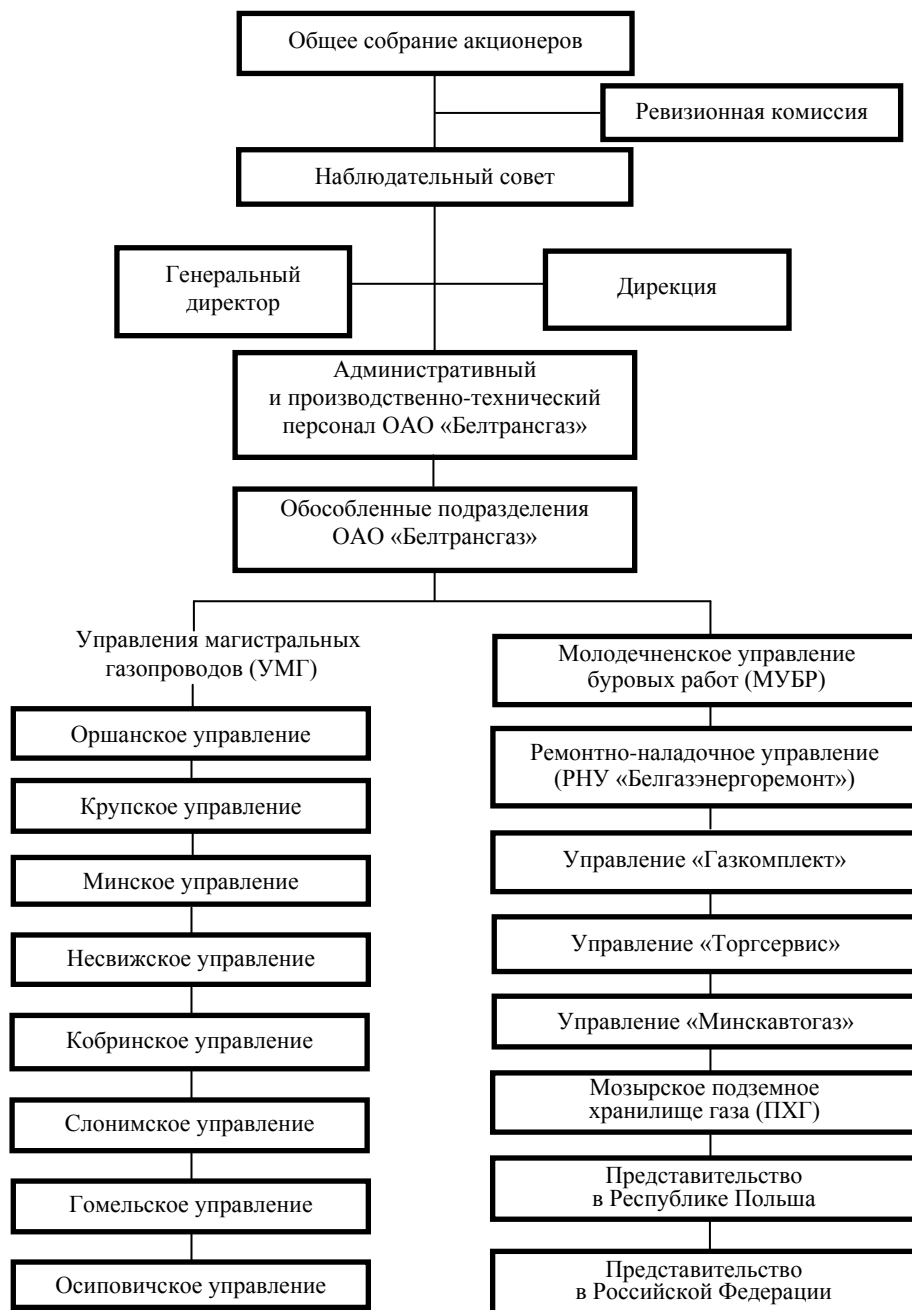 Общее собрание акционеров
Ревизионная комиссия
Наблюдательный совет
Генеральный
директор
Дирекция
Административный
и производственно-технический
персонал ОАО «Белтрансгаз»
Обособленные подразделения
ОАО «Белтрансгаз»
Управления магистральных
газопроводов (УМГ)
Оршанское управление
Крупское управление
Минское управление
Несвижское управление
Кобринское управление
Слонимское управление
Гомельское управление
Осиповичское управление
Молодечненское управление
буровых работ (МУБР)
Ремонтно-наладочное управление
(РНУ «Белгазэнергоремонт»)
Управление «Газкомплект»
Управление «Торгсервис»
Управление «Минскавтогаз»
Мозырское подземное
хранилище газа (ПХГ)
Представительство
в Республике Польша
Представительство
в Российской Федерации